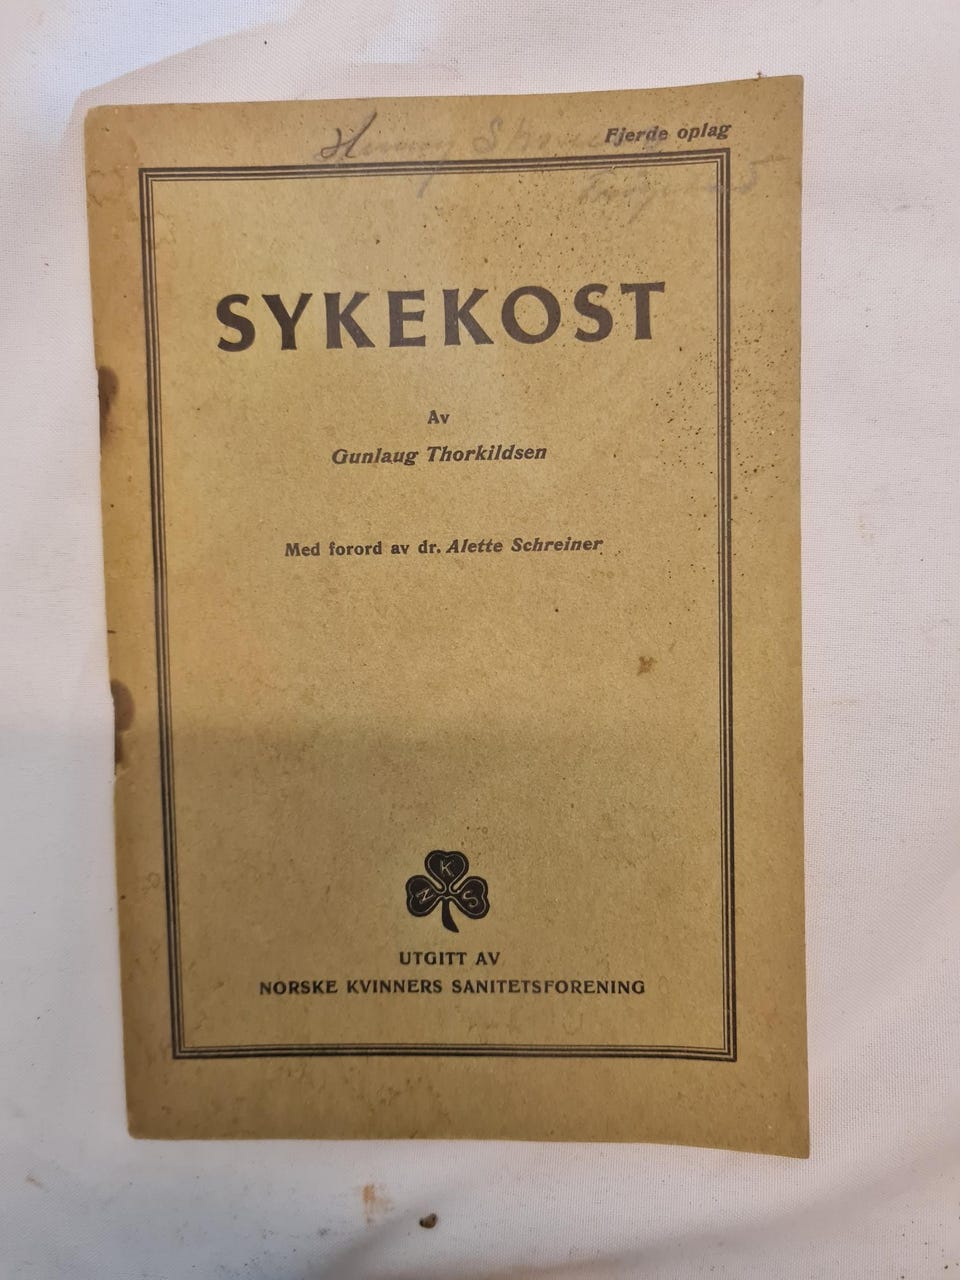 Fjerde oplag
SYKEKOST
Av
Gunlaug Thorkildsen
Med forord av dr. Alette Schreiner
N K S
UTGITT AV
NORSKE KVINNERS SANITETSFORENING